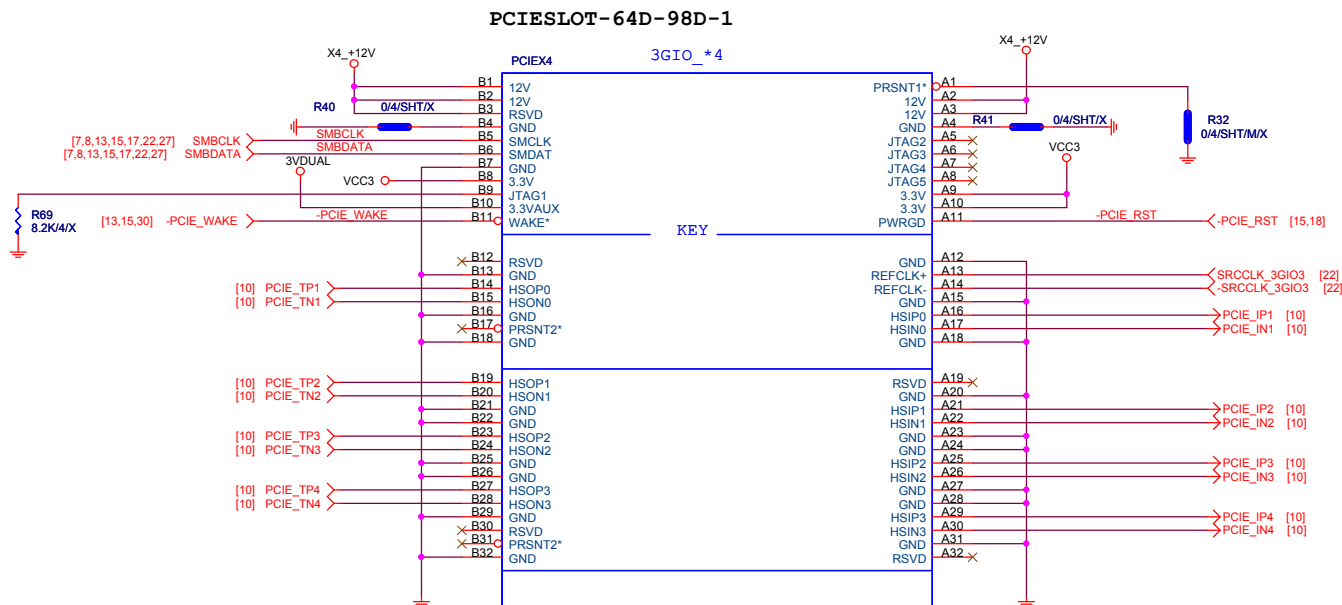 PCIESLOT-64D-98D-1
X4_+12V
PCIEX4
3GIO_*4
X4_+12V
B1 12V
PRSNT1* A1
B2 12V
12V A2
B3 RSVD
12V A3
R40 0/4/SHT/X
B4 GND
GND A4
R41 0/4/SHT/X
R32
0/4/SHT/M/X
[7,8,13,15,17,22,27] SMBCLK SMBCLK B5 SMCLK
JTAG2 A5
[7,8,13,15,17,22,27] SMBDATA SMBDATA B6 SMDAT
JTAG3 A6
3VDUAL
B7 GND
JTAG4 A7
VCC3
VCC3 B8 3.3V
JTAG5 A8
B9 JTAG1
3.3V A9
B10 3.3VAUX
3.3V A10
R69
8.2K/4/X
[13,15,30] -PCIE_WAKE -PCIE_WAKE B11 WAKE*
PWRGD A11 -PCIE_RST -PCIE_RST [15,18]
KEY
B12 RSVD
GND A12
B13 GND
REFCLK+ A13 SRCCLK_3GIO3 [22]
[10] PCIE_TP1 B14 HSOP0
REFCLK- A14 -SRCCLK_3GIO3 [22]
[10] PCIE_TN1 B15 HSON0
GND A15
B16 GND
HSIP0 A16 PCIE_IP1 [10]
B17 PRSNT2*
HSIN0 A17 PCIE_IN1 [10]
B18 GND
GND A18
[10] PCIE_TP2 B19 HSOP1
RSVD A19
[10] PCIE_TN2 B20 HSON1
GND A20
B21 GND
HSIP1 A21 PCIE_IP2 [10]
B22 GND
HSIN1 A22 PCIE_IN2 [10]
[10] PCIE_TP3 B23 HSOP2
GND A23
[10] PCIE_TN3 B24 HSON2
GND A24
B25 GND
HSIP2 A25 PCIE_IP3 [10]
B26 GND
HSIN2 A26 PCIE_IN3 [10]
[10] PCIE_TP4 B27 HSOP3
GND A27
[10] PCIE_TN4 B28 HSON3
GND A28
B29 GND
HSIP3 A29 PCIE_IP4 [10]
B30 RSVD
HSIN3 A30 PCIE_IN4 [10]
B31 PRSNT2*
GND A31
B32 GND
RSVD A32